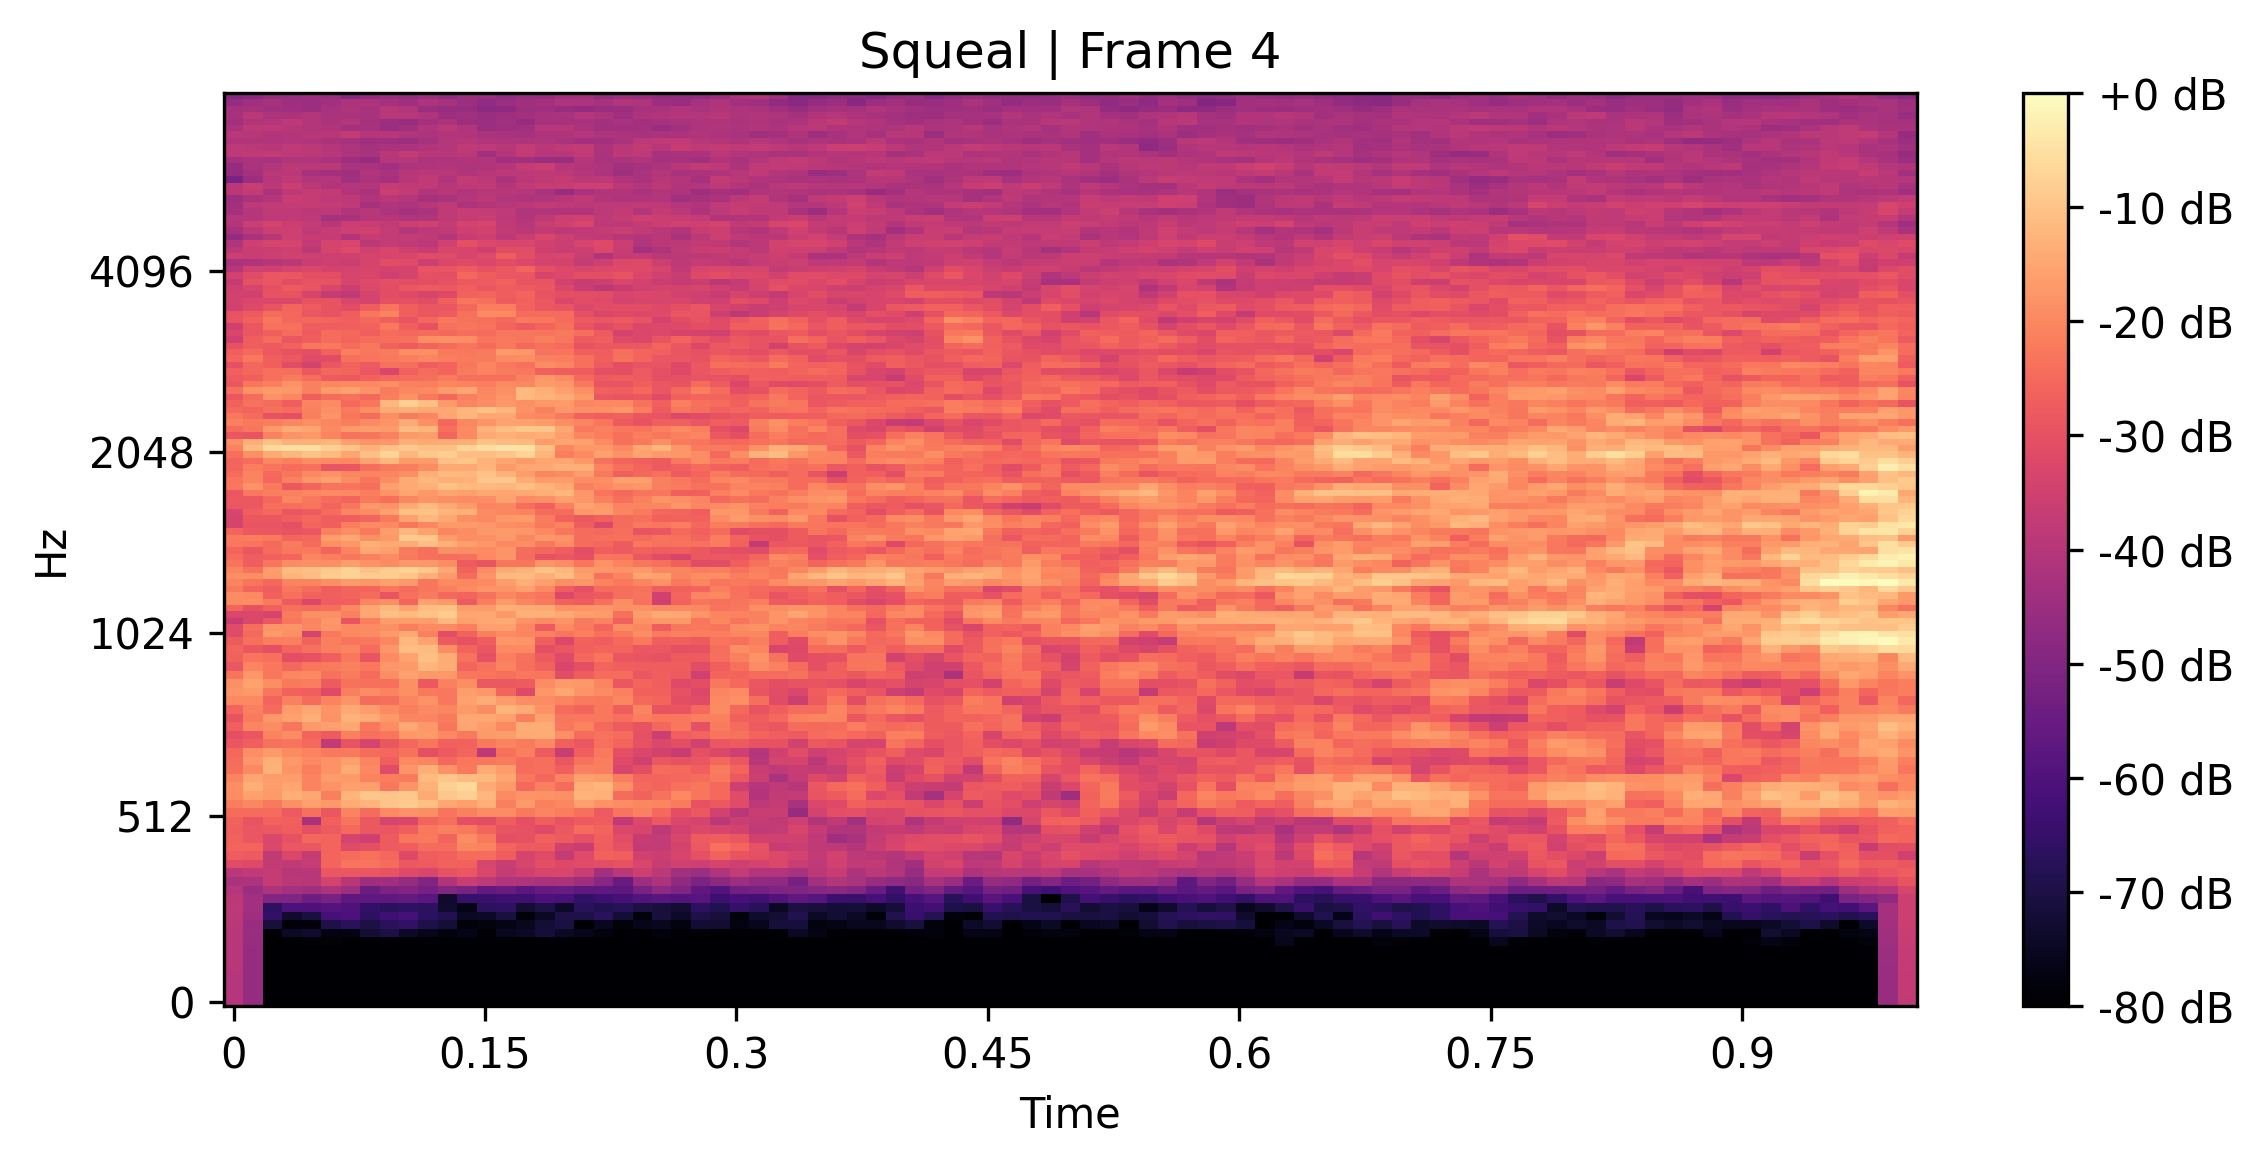 Squeal | Frame 4
+0 dB
-10 dB
-20 dB
-30 dB
-40 dB
-50 dB
-60 dB
-70 dB
-80 dB
Hz
4096
2048
1024
512
0
0 0.15 0.3 0.45 0.6 0.75 0.9
Time